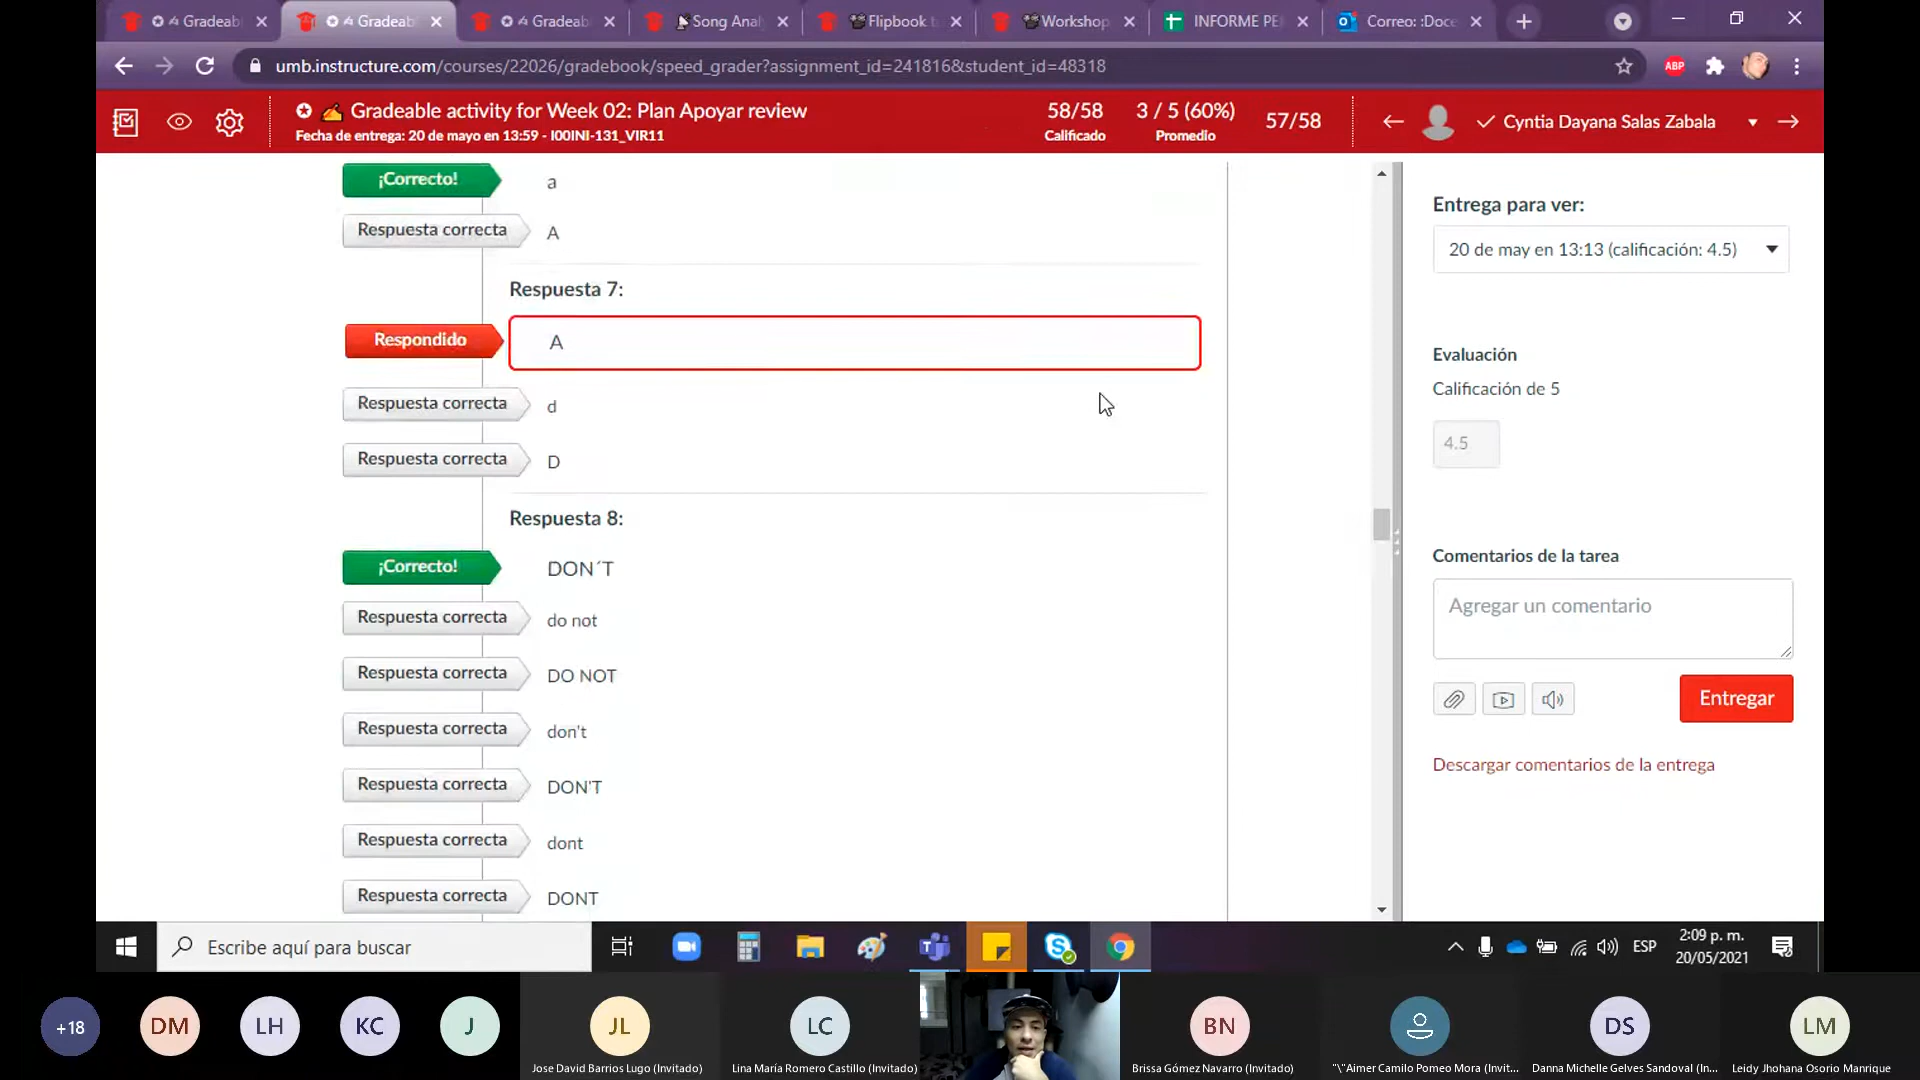 Gradeab
Gradeab
Gradeab
Song Anal
Flipbook t
Workshop
INFORME PE
Correo: :Doce
umb.instructure.com/courses/22026/gradebook/speed_grader?assignment_id=241816&student_id=48318
ABP
Gradeable activity for Week 02: Plan Apoyar review
Fecha de entrega: 20 de mayo en 13:59 - I00INI-131_VIR11
58/58
Calificado
3 / 5 (60%)
Promedio
57/58
Cyntia Dayana Salas Zabala
¡Correcto! a
Respuesta correcta A
Respuesta 7:
Respondido A
Respuesta correcta d
Respuesta correcta D
Respuesta 8:
¡Correcto! DON´T
Respuesta correcta do not
Respuesta correcta DO NOT
Respuesta correcta don't
Respuesta correcta DON'T
Respuesta correcta dont
Respuesta correcta DONT
Entrega para ver:
20 de may en 13:13 (calificación: 4.5)
Evaluación
Calificación de 5
4.5
Comentarios de la tarea
Agregar un comentario
Entregar
Descargar comentarios de la entrega
Escribe aquí para buscar
ESP
2:09 p. m.
20/05/2021
+18
DM
LH
KC
J
JL
LC
BN
DS
LM
Jose David Barrios Lugo (Invitado)
Lina María Romero Castillo (Invitado)
Brissa Gómez Navarro (Invitado)
"\"Aimer Camilo Pomeo Mora (Invit...
Danna Michelle Gelves Sandoval (In...
Leidy Jhohana Osorio Manrique